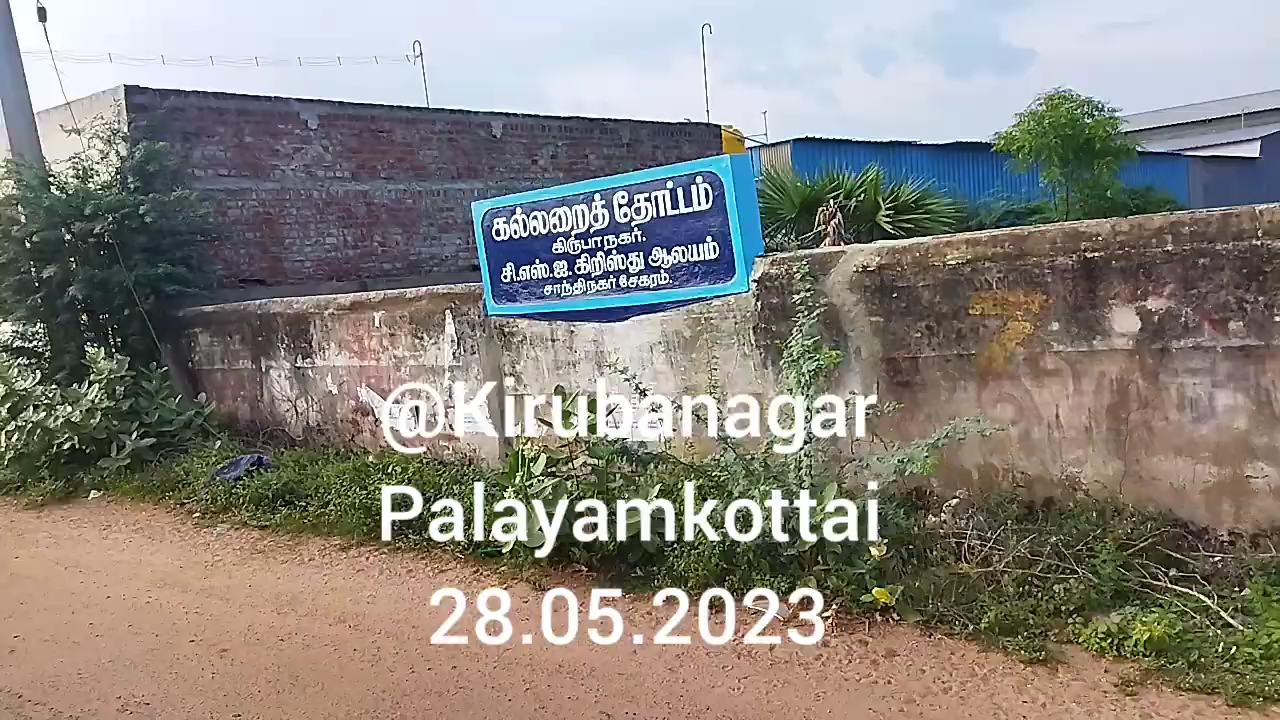 கல்லறைத் தோட்டம்
கிருபாநகர்.
சி.எஸ்.ஐ. கிறிஸ்து ஆலயம்
சாந்திநகர் சேகரம்.
@Kirubanagar
Palayamkottai
28.05.2023